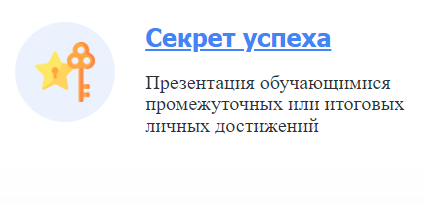 Секрет успеха
Презентация обучающимися
промежуточных или итоговых
личных достижений